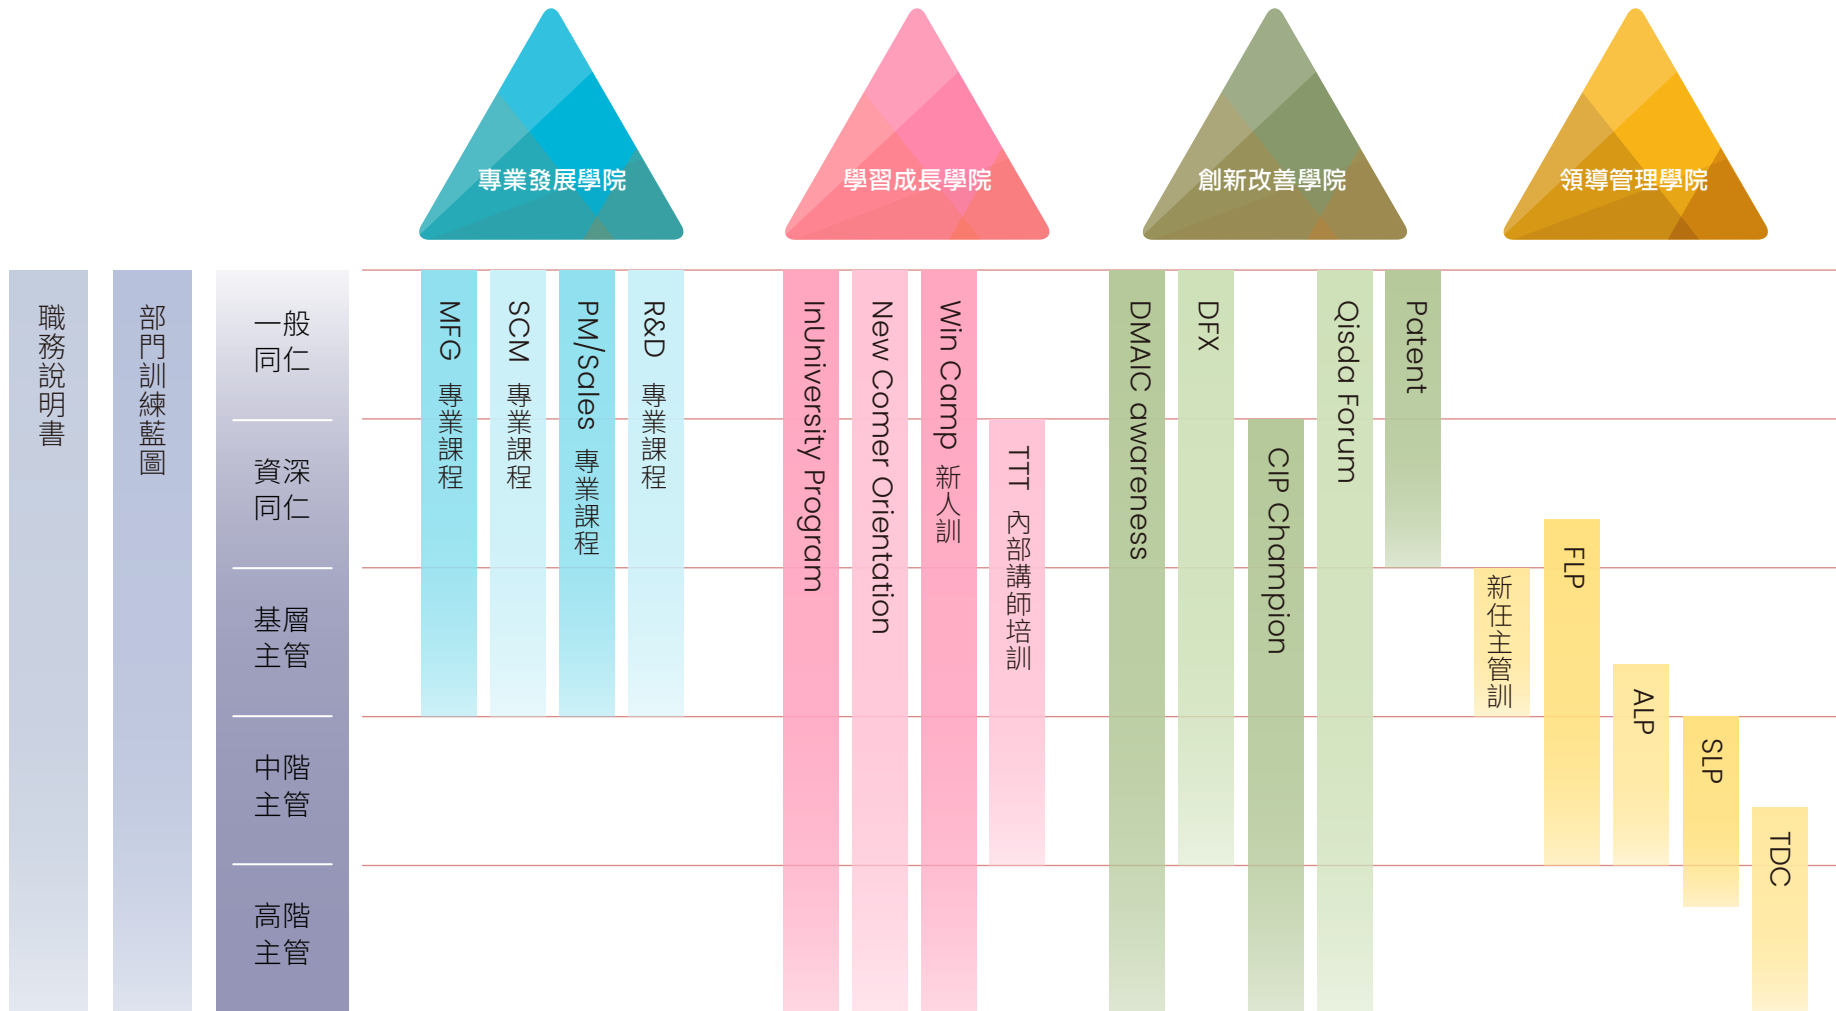 專業發展學院
學習成長學院
創新改善學院
領導管理學院
職務說明書
部門訓練藍圖
一般
同仁
資深
同仁
基層
主管
中階
主管
高階
主管
MFG 專業課程
SCM 專業課程
PM/Sales 專業課程
R&D 專業課程
InUniversity Program
New Comer Orientation
Win Camp 新人訓
TTT 內部講師培訓
DMAIC awareness
DFX
CIP Champion
Qisda Forum
Patent
新任主管訓
FLP
ALP
SLP
TDC